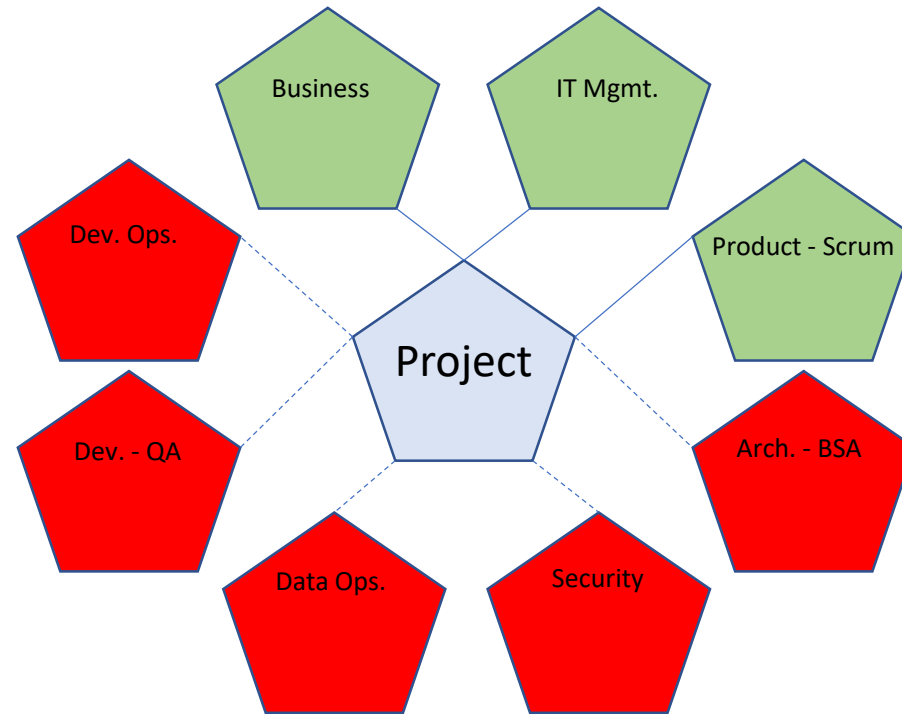 Business
IT Mgmt.
Dev. Ops.
Product - Scrum
Project
Dev. - QA
Arch. - BSA
Data Ops.
Security